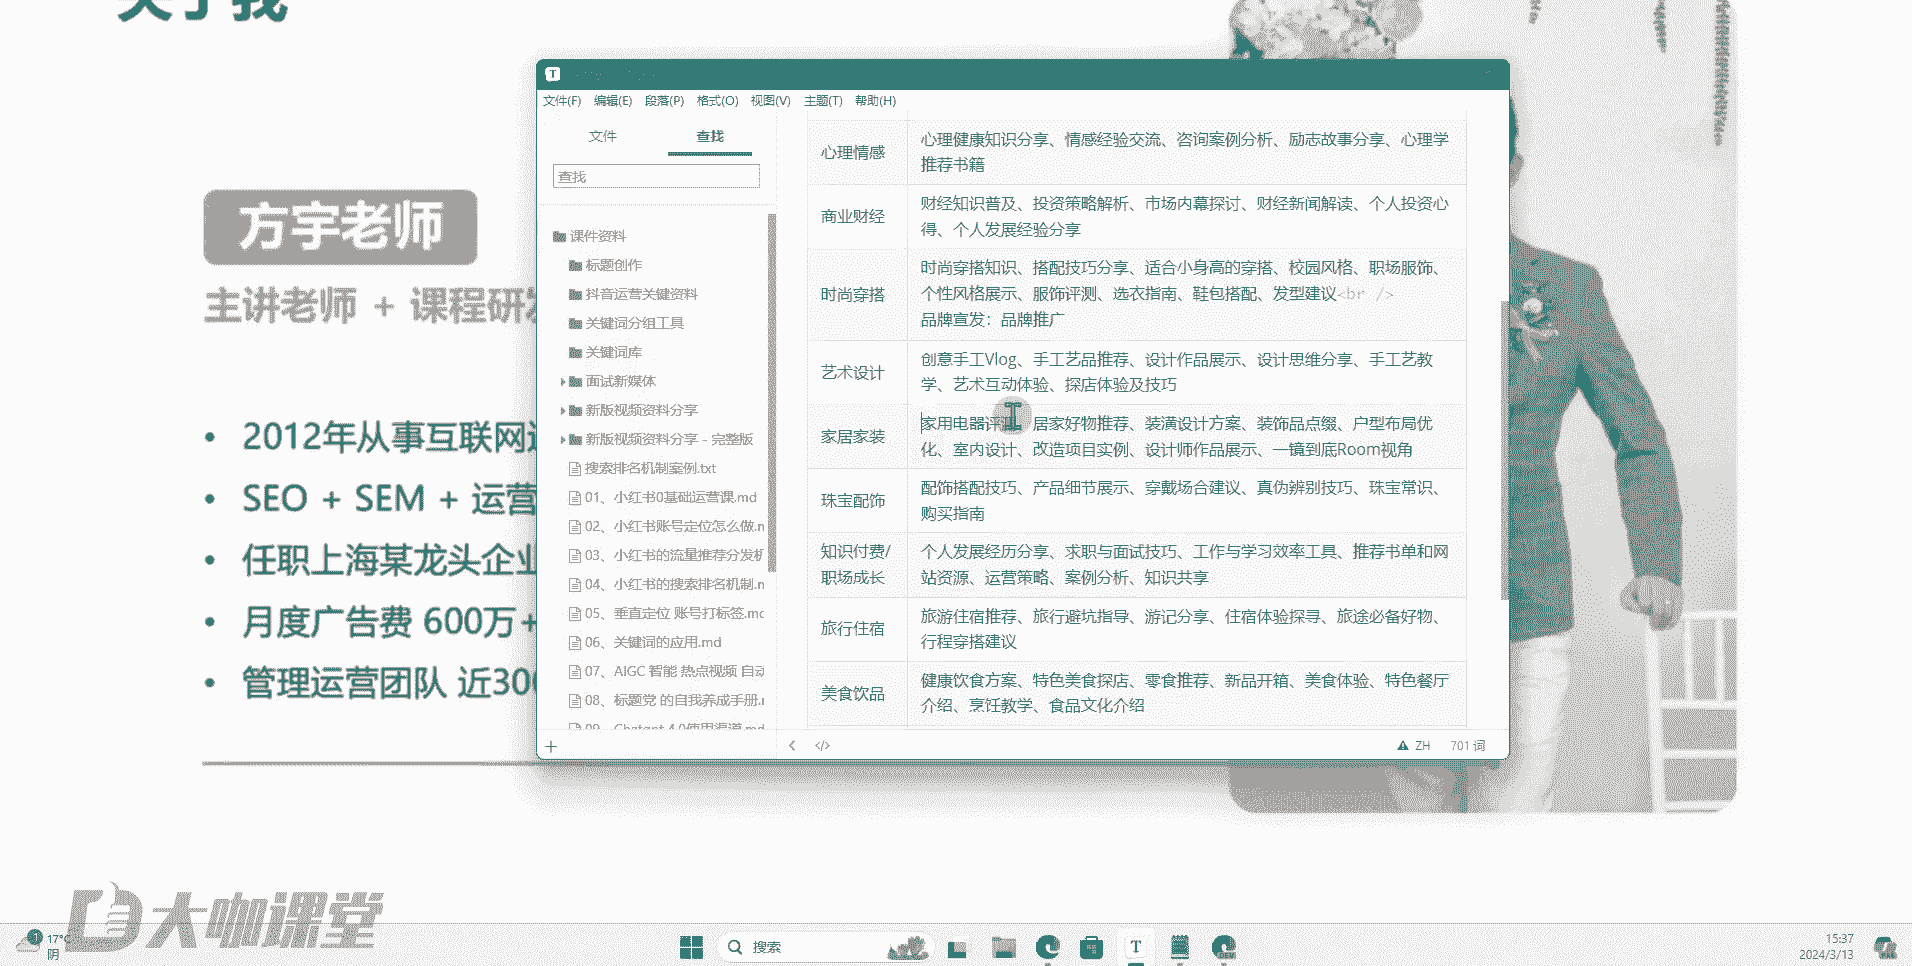 关于我
方宇老师
主讲老师 + 课程研发
2012年从事互联网
SEO + SEM + 运营
任职上海某龙头企业
月度广告费 600万+
管理运营团队 近300
文件(F) 编辑(E) 段落(P) 格式(O) 视图(V) 主题(T) 帮助(H)
文件 查找
查找
课件资料
标题创作
抖音运营关键资料
关键词分组工具
关键词库
面试新媒体
新版视频资料分享
新版视频资料分享 - 完整版
搜索排名机制案例.txt
01、小红书0基础运营课.md
02、小红书账号定位怎么做.m
03、小红书的流量推荐分发机
04、小红书的搜索排名机制.m
05、垂直定位 账号打标签.md
06、关键词的应用.md
07、AIGC 智能 热点视频 自动
08、标题党 的自我养成手册.m
09、Chatgpt 4.0使用渠道.md
心理情感
心理健康知识分享、情感经验交流、咨询案例分析、励志故事分享、心理学
推荐书籍
商业财经
财经知识普及、投资策略解析、市场内幕探讨、财经新闻解读、个人投资心
得、个人发展经验分享
时尚穿搭
时尚穿搭知识、搭配技巧分享、适合小身高的穿搭、校园风格、职场服饰、
个性风格展示、服饰评测、选衣指南、鞋包搭配、发型建议<br />
品牌宣发：品牌推广
艺术设计
创意手工Vlog、手工艺品推荐、设计作品展示、设计思维分享、手工艺教
学、艺术互动体验、探店体验及技巧
家居家装
家用电器评 居家好物推荐、装潢设计方案、装饰品点缀、户型布局优
化、室内设计、改造项目实例、设计师作品展示、一镜到底Room视角
珠宝配饰
配饰搭配技巧、产品细节展示、穿戴场合建议、真伪辨别技巧、珠宝常识、
购买指南
知识付费/
职场成长
个人发展经历分享、求职与面试技巧、工作与学习效率工具、推荐书单和网
站资源、运营策略、案例分析、知识共享
旅行住宿
旅游住宿推荐、旅行避坑指导、游记分享、住宿体验探寻、旅途必备好物、
行程穿搭建议
美食饮品
健康饮食方案、特色美食探店、零食推荐、新品开箱、美食体验、特色餐厅
介绍、烹饪教学、食品文化介绍
ZH 701 词
大咖课堂
1 17°C
阴
搜索
15:37
2024/3/13